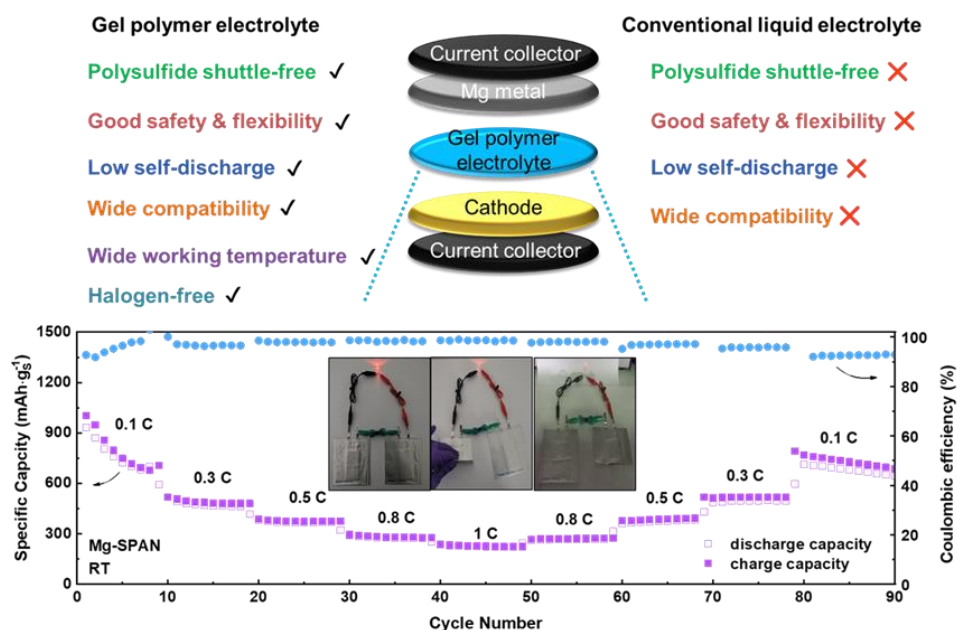 Gel polymer electrolyte
Polysulfide shuttle-free ✓
Good safety & flexibility ✓
Low self-discharge ✓
Wide compatibility ✓
Wide working temperature ✓
Halogen-free ✓
Current collector
Mg metal
Gel polymer
electrolyte
Cathode
Current collector
Conventional liquid electrolyte
Polysulfide shuttle-free ✕
Good safety & flexibility ✕
Low self-discharge ✕
Wide compatibility ✕
Specific Capacity (mAh·gs⁻¹)
1500
1200
900
600
300
0
0.1 C
0.3 C
0.5 C
0.8 C
1 C
0.8 C
0.5 C
0.3 C
0.1 C
Mg-SPAN
RT
discharge capacity
charge capacity
100
80
60
40
20
0
Coulombic efficiency (%)
0 10 20 30 40 50 60 70 80 90
Cycle Number